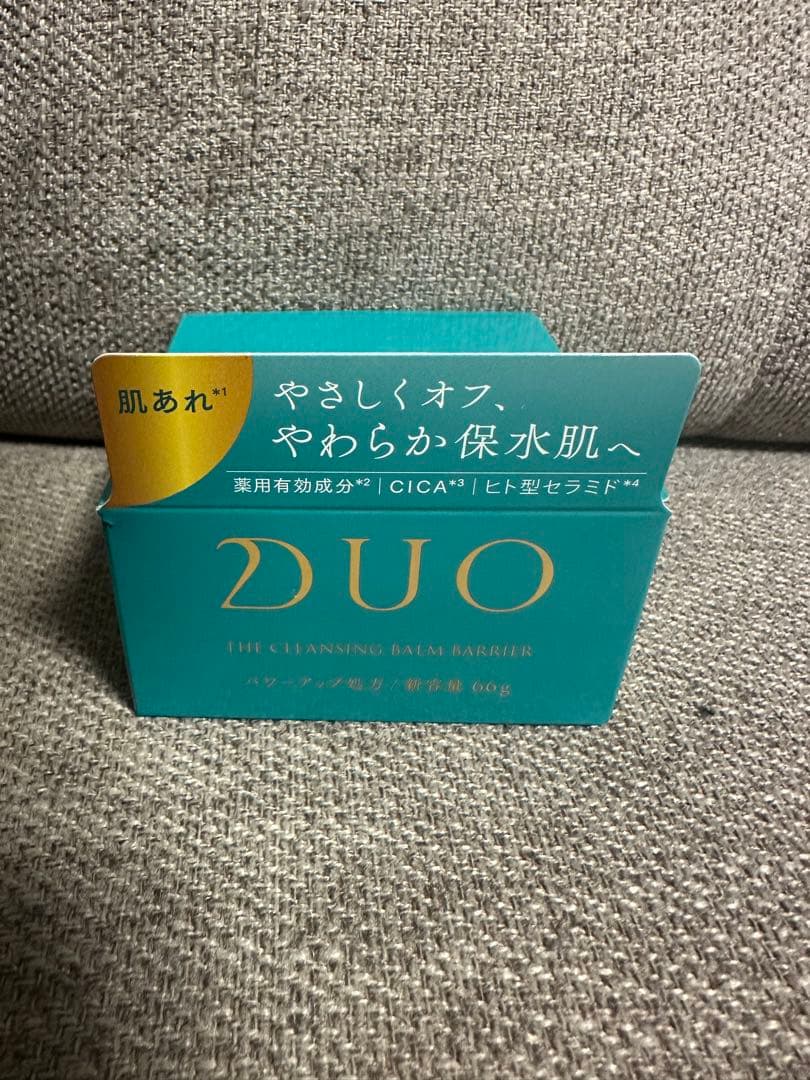 肌あれ*1
やさしくオフ、
やわらか保水肌へ
薬用有効成分*2 | CICA*3 | ヒト型セラミド*4
DUO
THE CLEANSING BALM BARRIER
パワーアップ処方 / 新容量 66g